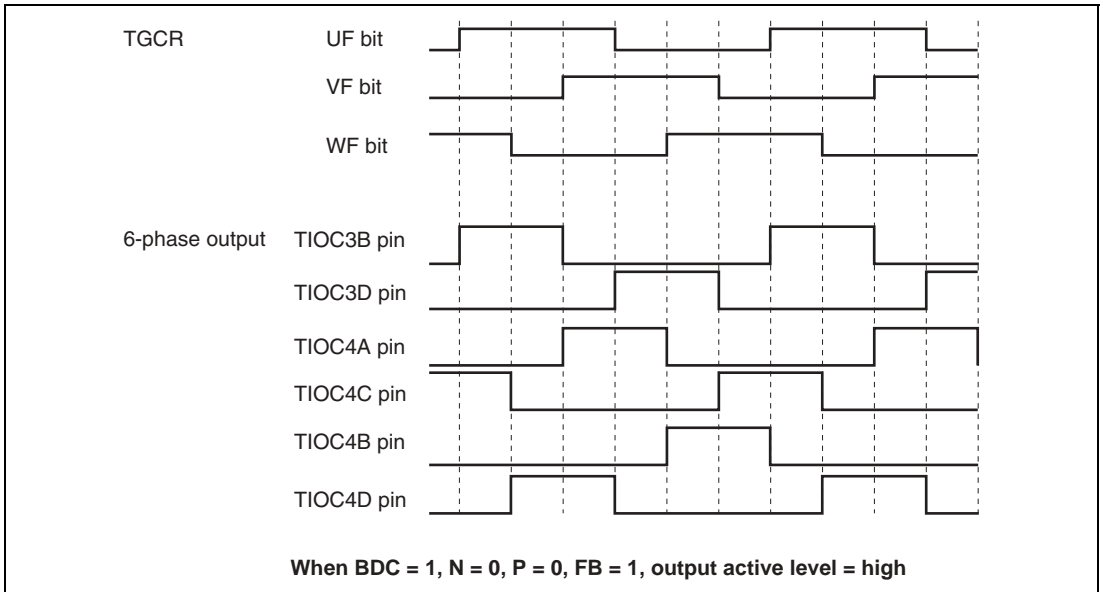 TGCR UF bit
VF bit
WF bit
6-phase output TIOC3B pin
TIOC3D pin
TIOC4A pin
TIOC4C pin
TIOC4B pin
TIOC4D pin
When BDC = 1, N = 0, P = 0, FB = 1, output active level = high